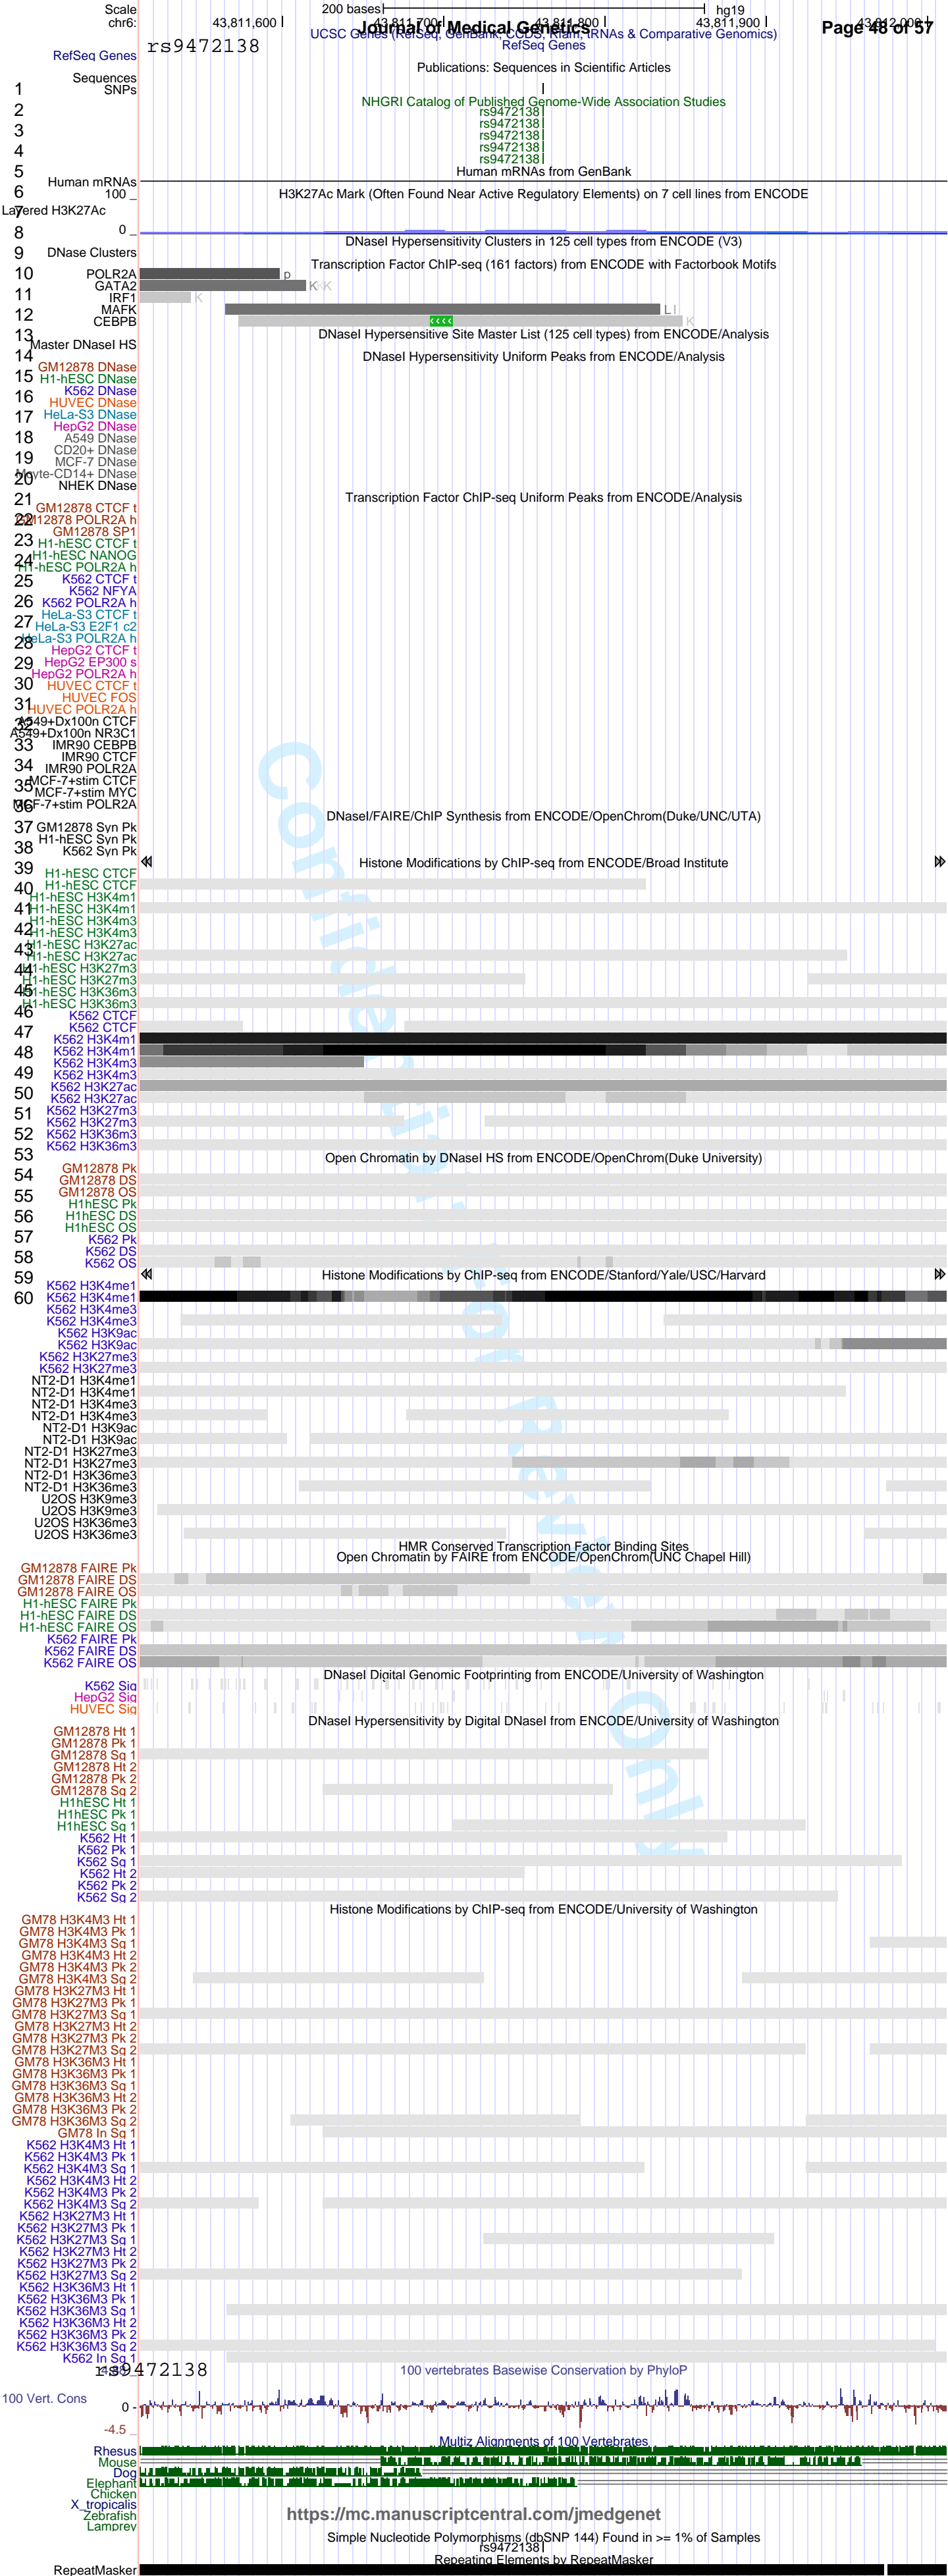 Scale 200 bases hg19
chr6: 43,811,600 43,811,700 43,811,800 43,811,900 43,812,000
Journal of Medical Genetics Page 48 of 57
UCSC Genes (RefSeq, GenBank, CCDS, Rfam, tRNAs & Comparative Genomics)
rs9472138
RefSeq Genes
RefSeq Genes
Publications: Sequences in Scientific Articles
Sequences
SNPs
1
NHGRI Catalog of Published Genome-Wide Association Studies
2
rs9472138
rs9472138
3
rs9472138
4
rs9472138
rs9472138
5
Human mRNAs from GenBank
Human mRNAs
6
H3K27Ac Mark (Often Found Near Active Regulatory Elements) on 7 cell lines from ENCODE
100 _
7
Layered H3K27Ac
8
0 _
DNaseI Hypersensitivity Clusters in 125 cell types from ENCODE (V3)
9
DNase Clusters
Transcription Factor ChIP-seq (161 factors) from ENCODE with Factorbook Motifs
10
POLR2A p
GATA2 K K
11
IRF1 K
MAFK L I
12
CEBPB K
13
DNaseI Hypersensitive Site Master List (125 cell types) from ENCODE/Analysis
Master DNaseI HS
14
DNaseI Hypersensitivity Uniform Peaks from ENCODE/Analysis
GM12878 DNase
15
H1-hESC DNase
K562 DNase
16
HUVEC DNase
17
HeLa-S3 DNase
HepG2 DNase
18
A549 DNase
CD20+ DNase
19
MCF-7 DNase
20
NHEK DNase
21
Transcription Factor ChIP-seq Uniform Peaks from ENCODE/Analysis
GM12878 CTCF t
22
GM12878 POLR2A h
GM12878 SP1
23
H1-hESC CTCF t
H1-hESC NANOG
24
H1-hESC POLR2A h
25
K562 CTCF t
K562 NFYA
26
K562 POLR2A h
HeLa-S3 CTCF t
27
HeLa-S3 E2F1 c2
28
HeLa-S3 POLR2A h
HepG2 CTCF t
29
HepG2 EP300 s
HepG2 POLR2A h
30
HUVEC CTCF t
HUVEC FOS
31
HUVEC POLR2A h
32
A549+Dx100n CTCF
A549+Dx100n NR3C1
33
IMR90 CEBPB
IMR90 CTCF
34
IMR90 POLR2A
MCF-7+stim CTCF
35
MCF-7+stim MYC
36
MCF-7+stim POLR2A
DNaseI/FAIRE/ChIP Synthesis from ENCODE/OpenChrom(Duke/UNC/UTA)
37
GM12878 Syn Pk
H1-hESC Syn Pk
38
K562 Syn Pk
Histone Modifications by ChIP-seq from ENCODE/Broad Institute
39
H1-hESC CTCF
H1-hESC CTCF
40
H1-hESC H3K4m1
41
H1-hESC H3K4m1
H1-hESC H3K4m3
42
H1-hESC H3K4m3
H1-hESC H3K27ac
43
H1-hESC H3K27ac
44
H1-hESC H3K27m3
H1-hESC H3K27m3
45
H1-hESC H3K36m3
H1-hESC H3K36m3
46
K562 CTCF
K562 CTCF
47
K562 H3K4m1
48
K562 H3K4m1
K562 H3K4m3
49
K562 H3K4m3
K562 H3K27ac
50
K562 H3K27ac
K562 H3K27m3
51
K562 H3K27m3
52
K562 H3K36m3
K562 H3K36m3
53
Open Chromatin by DNaseI HS from ENCODE/OpenChrom(Duke University)
GM12878 Pk
54
GM12878 DS
GM12878 OS
55
H1hESC Pk
56
H1hESC DS
H1hESC OS
57
K562 Pk
K562 DS
58
K562 OS
Histone Modifications by ChIP-seq from ENCODE/Stanford/Yale/USC/Harvard
59
K562 H3K4me1
60
K562 H3K4me1
K562 H3K4me3
K562 H3K4me3
K562 H3K9ac
K562 H3K9ac
K562 H3K27me3
K562 H3K27me3
NT2-D1 H3K4me1
NT2-D1 H3K4me1
NT2-D1 H3K4me3
NT2-D1 H3K4me3
NT2-D1 H3K9ac
NT2-D1 H3K9ac
NT2-D1 H3K27me3
NT2-D1 H3K27me3
NT2-D1 H3K36me3
NT2-D1 H3K36me3
U2OS H3K9me3
U2OS H3K9me3
U2OS H3K36me3
U2OS H3K36me3
HMR Conserved Transcription Factor Binding Sites
Open Chromatin by FAIRE from ENCODE/OpenChrom(UNC Chapel Hill)
GM12878 FAIRE Pk
GM12878 FAIRE DS
GM12878 FAIRE OS
H1-hESC FAIRE Pk
H1-hESC FAIRE DS
H1-hESC FAIRE OS
K562 FAIRE Pk
K562 FAIRE DS
K562 FAIRE OS
DNaseI Digital Genomic Footprinting from ENCODE/University of Washington
K562 Sig
HepG2 Sig
HUVEC Sig
DNaseI Hypersensitivity by Digital DNaseI from ENCODE/University of Washington
GM12878 Ht 1
GM12878 Pk 1
GM12878 Sg 1
GM12878 Ht 2
GM12878 Pk 2
GM12878 Sg 2
H1hESC Ht 1
H1hESC Pk 1
H1hESC Sg 1
K562 Ht 1
K562 Pk 1
K562 Sg 1
K562 Ht 2
K562 Pk 2
K562 Sg 2
Histone Modifications by ChIP-seq from ENCODE/University of Washington
GM78 H3K4M3 Ht 1
GM78 H3K4M3 Pk 1
GM78 H3K4M3 Sg 1
GM78 H3K4M3 Ht 2
GM78 H3K4M3 Pk 2
GM78 H3K4M3 Sg 2
GM78 H3K27M3 Ht 1
GM78 H3K27M3 Pk 1
GM78 H3K27M3 Sg 1
GM78 H3K27M3 Ht 2
GM78 H3K27M3 Pk 2
GM78 H3K27M3 Sg 2
GM78 H3K36M3 Ht 1
GM78 H3K36M3 Pk 1
GM78 H3K36M3 Sg 1
GM78 H3K36M3 Ht 2
GM78 H3K36M3 Pk 2
GM78 H3K36M3 Sg 2
GM78 In Sg 1
K562 H3K4M3 Ht 1
K562 H3K4M3 Pk 1
K562 H3K4M3 Sg 1
K562 H3K4M3 Ht 2
K562 H3K4M3 Pk 2
K562 H3K4M3 Sg 2
K562 H3K27M3 Ht 1
K562 H3K27M3 Pk 1
K562 H3K27M3 Sg 1
K562 H3K27M3 Ht 2
K562 H3K27M3 Pk 2
K562 H3K27M3 Sg 2
K562 H3K36M3 Ht 1
K562 H3K36M3 Pk 1
K562 H3K36M3 Sg 1
K562 H3K36M3 Ht 2
K562 H3K36M3 Pk 2
K562 H3K36M3 Sg 2
K562 In Sg 1
rs9472138
100 vertebrates Basewise Conservation by PhyloP
100 Vert. Cons
0 -
-4.5 _
Multiz Alignments of 100 Vertebrates
Rhesus
Mouse
Dog
Elephant
Chicken
X_tropicalis
Zebrafish
Lamprey
https://mc.manuscriptcentral.com/jmedgenet
Simple Nucleotide Polymorphisms (dbSNP 144) Found in >= 1% of Samples
rs9472138
Repeating Elements by RepeatMasker
RepeatMasker
Confidential: For Review Only